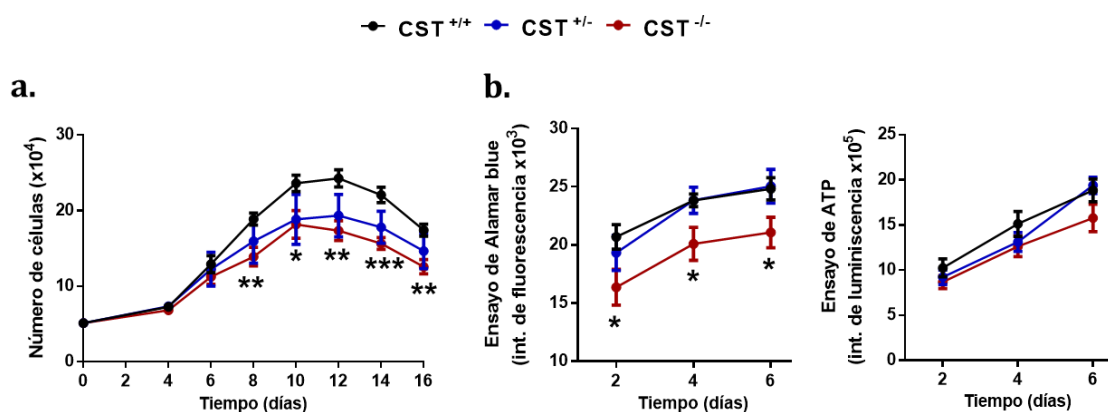 CST +/+ CST +/- CST -/-
a.
Número de células (x10⁴)
30
20
10
0
0 2 4 6 8 10 12 14 16
Tiempo (días)
** * ** *** **
b.
Ensayo de Alamar blue
(int. de fluorescencia x10³)
30
25
20
15
10
2 4 6
Tiempo (días)
* * *
Ensayo de ATP
(int. de luminiscencia x10⁵)
25
20
15
10
5
0
2 4 6
Tiempo (días)